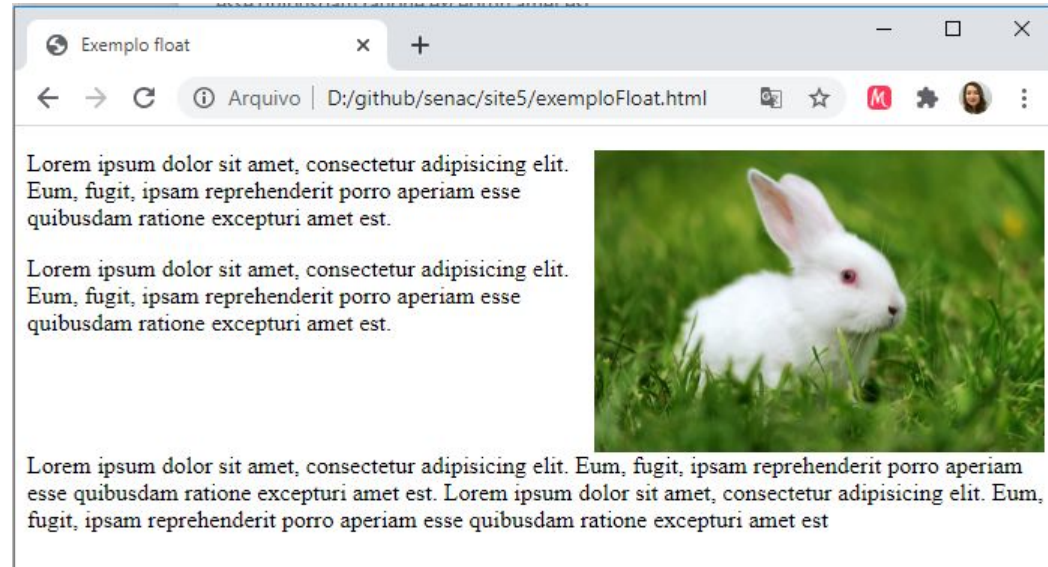 Exemplo float
Arquivo | D:/github/senac/site5/exemploFloat.html
Lorem ipsum dolor sit amet, consectetur adipisicing elit.
Eum, fugit, ipsam reprehenderit porro aperiam esse
quibusdam ratione excepturi amet est.
Lorem ipsum dolor sit amet, consectetur adipisicing elit.
Eum, fugit, ipsam reprehenderit porro aperiam esse
quibusdam ratione excepturi amet est.
Lorem ipsum dolor sit amet, consectetur adipisicing elit. Eum, fugit, ipsam reprehenderit porro aperiam
esse quibusdam ratione excepturi amet est. Lorem ipsum dolor sit amet, consectetur adipisicing elit. Eum,
fugit, ipsam reprehenderit porro aperiam esse quibusdam ratione excepturi amet est